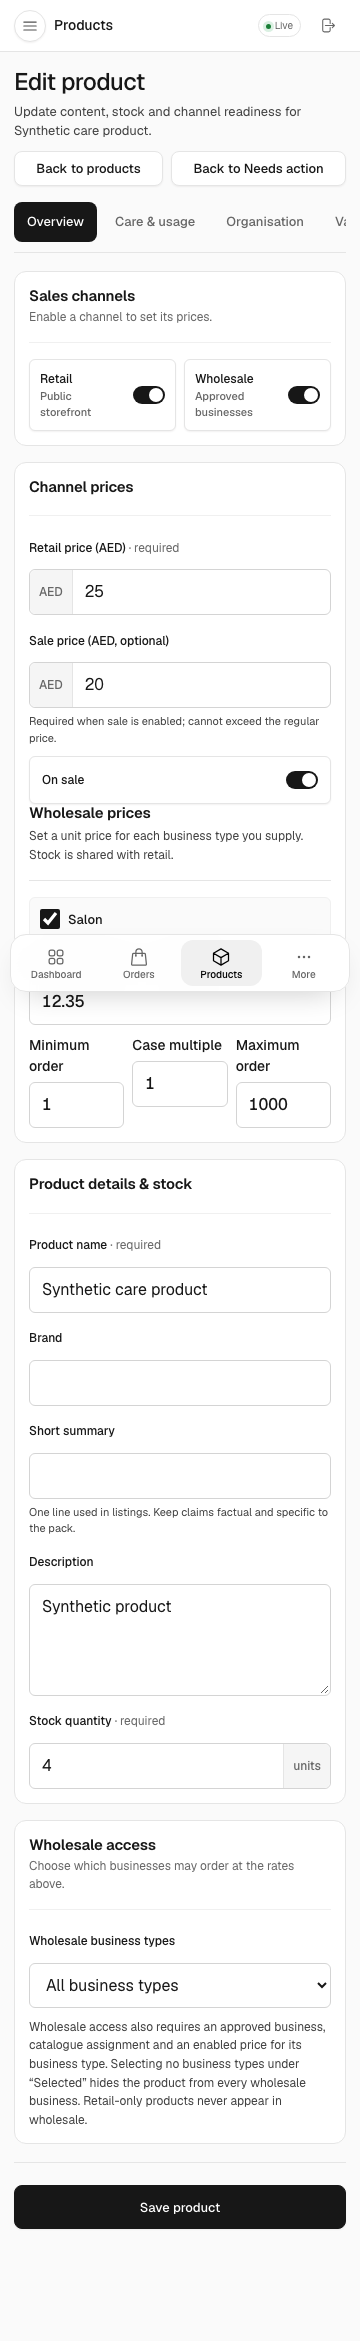 Products
Live
Edit product
Update content, stock and channel readiness for
Synthetic care product.
Back to products
Back to Needs action
Overview
Care & usage
Organisation
Sales channels
Enable a channel to set its prices.
Retail
Public
storefront
Wholesale
Approved
businesses
Channel prices
Retail price (AED) · required
AED
25
Sale price (AED, optional)
AED
20
Required when sale is enabled; cannot exceed the regular
price.
On sale
Wholesale prices
Set a unit price for each business type you supply.
Stock is shared with retail.
Salon
Dashboard
Orders
Products
More
12.35
Minimum
order
1
Case multiple
1
Maximum
order
1000
Product details & stock
Product name · required
Synthetic care product
Brand
Short summary
One line used in listings. Keep claims factual and specific to
the pack.
Description
Synthetic product
Stock quantity · required
4
units
Wholesale access
Choose which businesses may order at the rates
above.
Wholesale business types
All business types
Wholesale access also requires an approved business,
catalogue assignment and an enabled price for its
business type. Selecting no business types under
“Selected” hides the product from every wholesale
business. Retail-only products never appear in
wholesale.
Save product